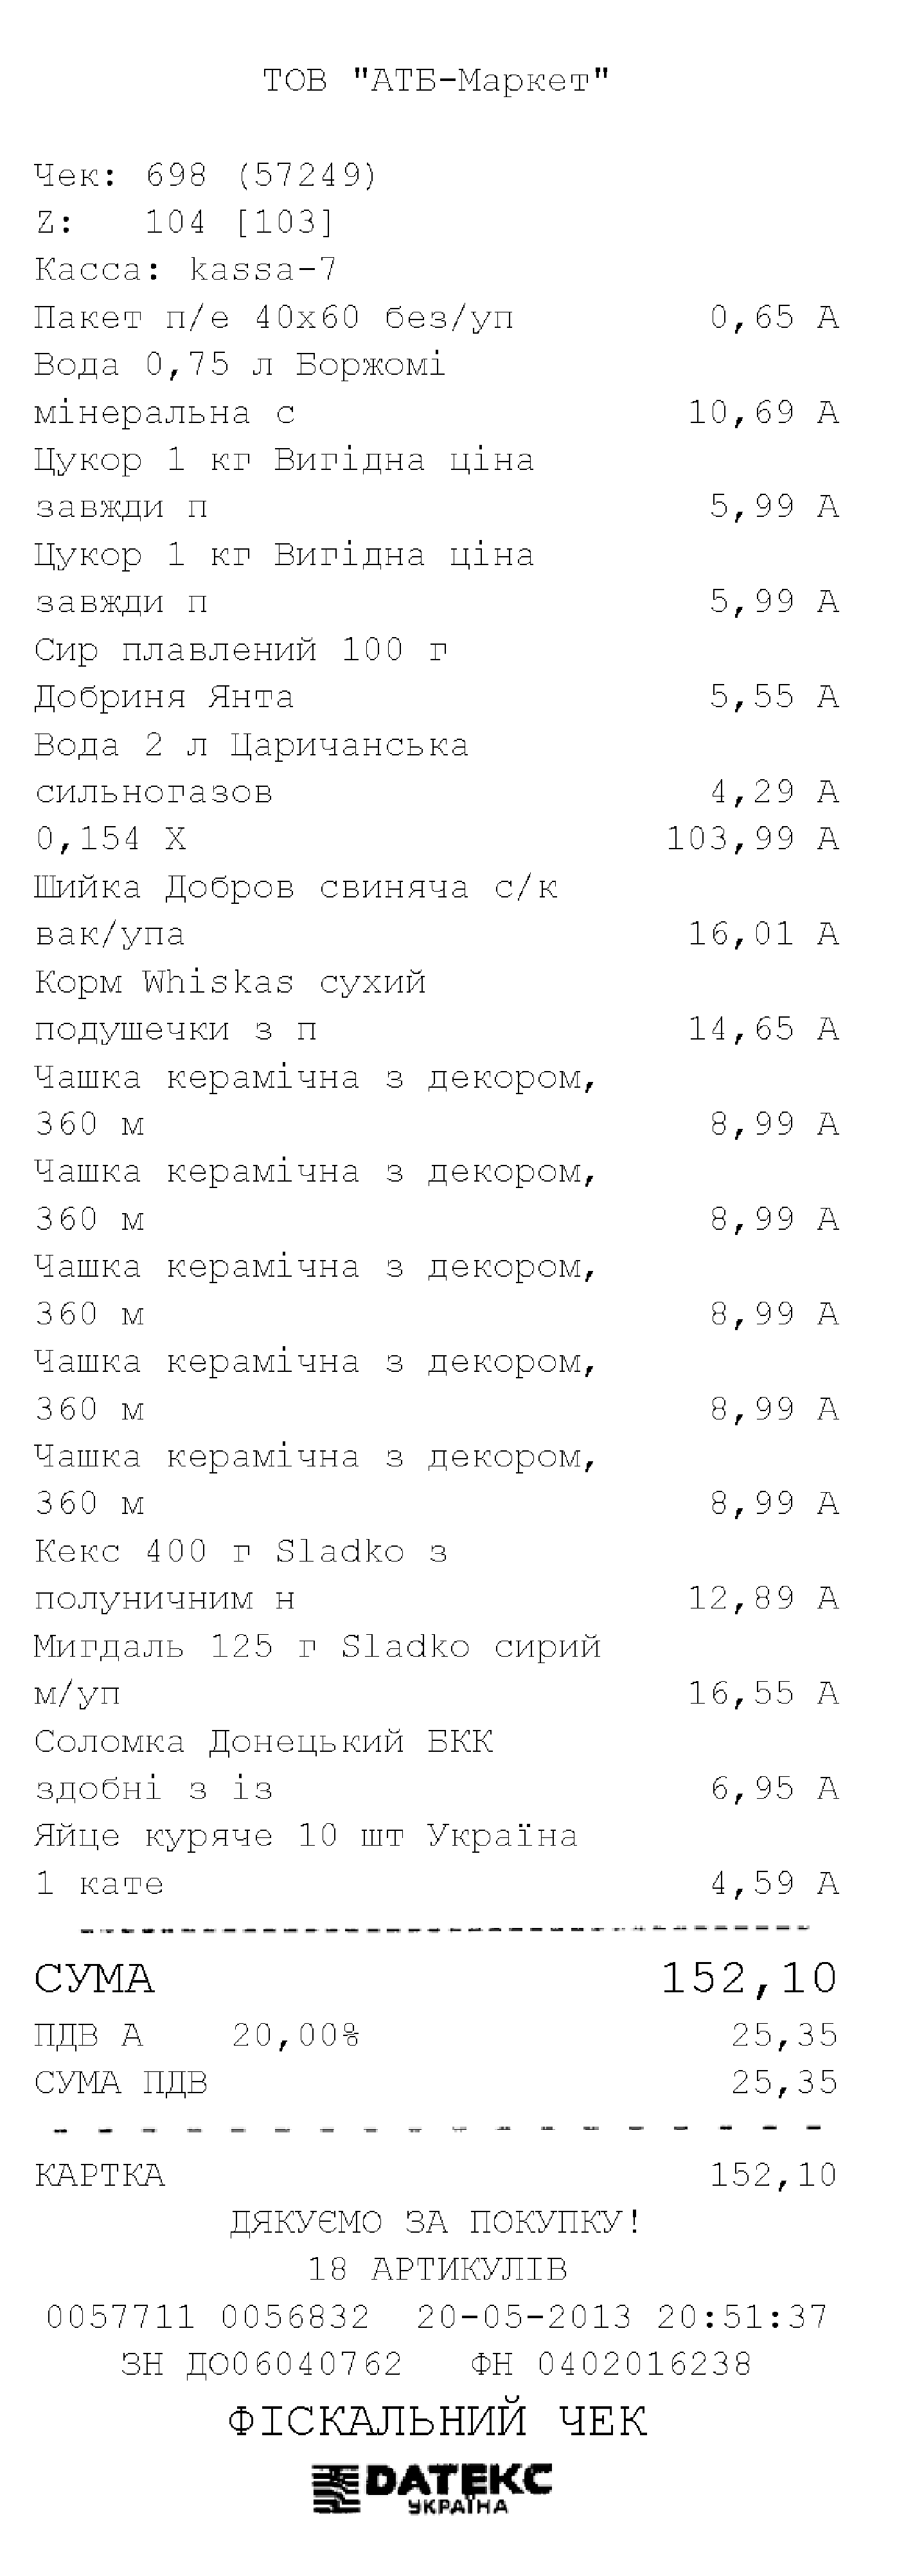 ТОВ "АТБ-Маркет"
Чек: 698 (57249)
Z: 104 [103]
Касса: kassa-7
Пакет п/е 40х60 без/уп 0,65 А
Вода 0,75 л Боржомі
мінеральна с 10,69 А
Цукор 1 кг Вигідна ціна
завжди п 5,99 А
Цукор 1 кг Вигідна ціна
завжди п 5,99 А
Сир плавлений 100 г
Добриня Янта 5,55 А
Вода 2 л Царичанська
сильногазов 4,29 А
0,154 Х 103,99 А
Шийка Добров свиняча с/к
вак/упа 16,01 А
Корм Whiskas сухий
подушечки з п 14,65 А
Чашка керамічна з декором,
360 м 8,99 А
Чашка керамічна з декором,
360 м 8,99 А
Чашка керамічна з декором,
360 м 8,99 А
Чашка керамічна з декором,
360 м 8,99 А
Чашка керамічна з декором,
360 м 8,99 А
Кекс 400 г Sladko з
полуничним н 12,89 А
Мигдаль 125 г Sladko сирий
м/уп 16,55 А
Соломка Донецький БКК
здобні з із 6,95 А
Яйце куряче 10 шт Україна
1 кате 4,59 А
СУМА 152,10
ПДВ А 20,00% 25,35
СУМА ПДВ 25,35
КАРТКА 152,10
ДЯКУЄМО ЗА ПОКУПКУ!
18 АРТИКУЛІВ
0057711 0056832 20-05-2013 20:51:37
ЗН ДО06040762 ФН 0402016238
ФІСКАЛЬНИЙ ЧЕК
DАТЕКС
УКРАЇНА